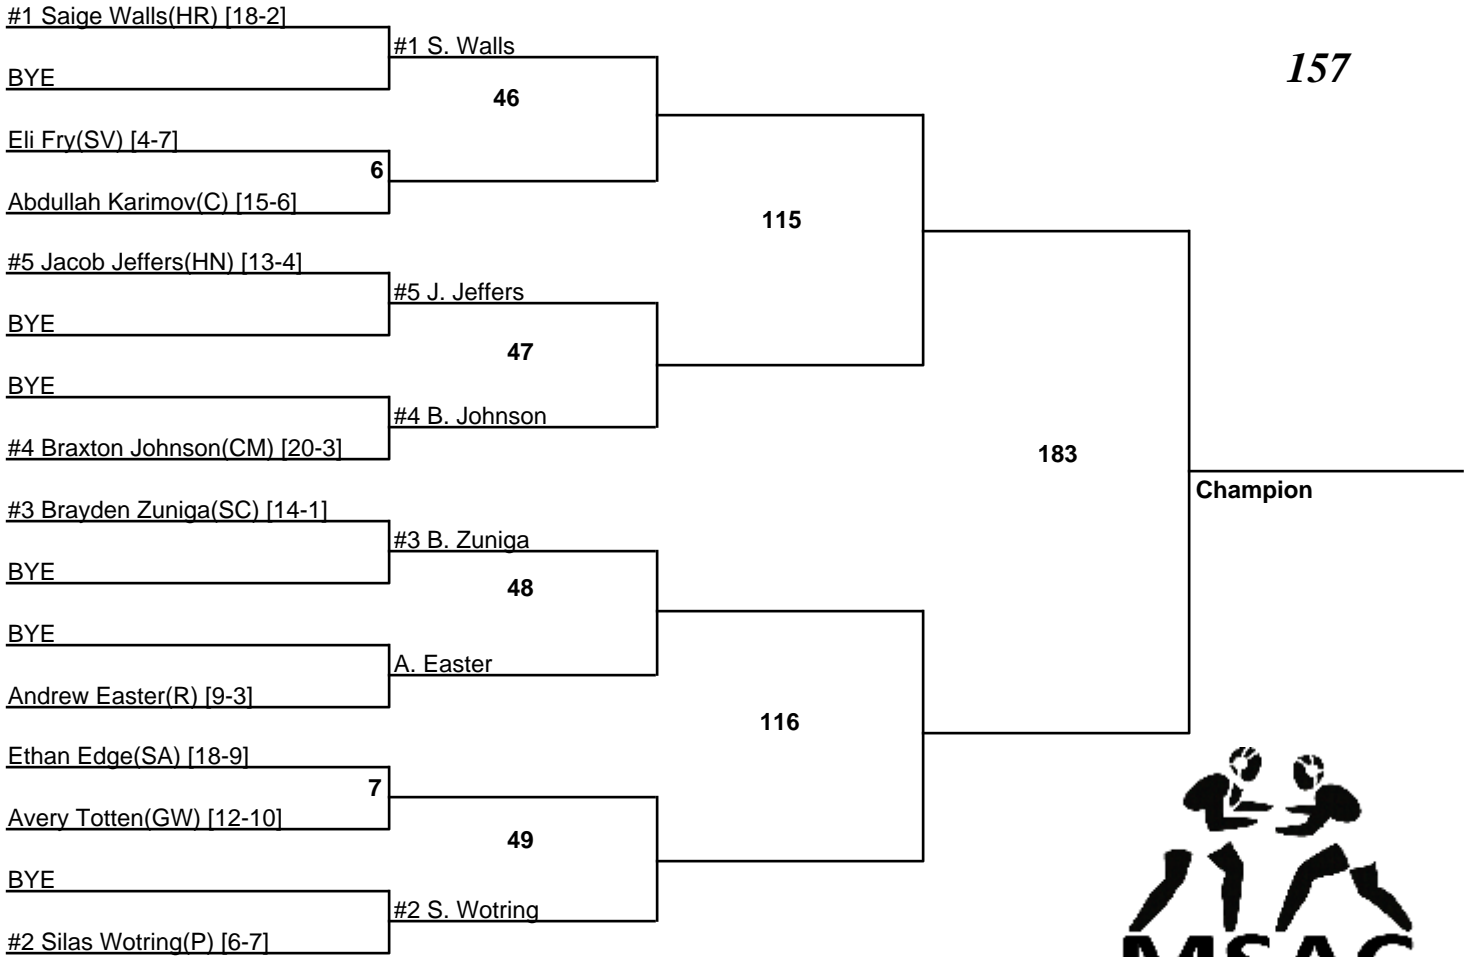 #1 Saige Walls(HR) [18-2]
BYE
Eli Fry(SV) [4-7]
Abdullah Karimov(C) [15-6]
#5 Jacob Jeffers(HN) [13-4]
BYE
BYE
#4 Braxton Johnson(CM) [20-3]
#3 Brayden Zuniga(SC) [14-1]
BYE
BYE
Andrew Easter(R) [9-3]
Ethan Edge(SA) [18-9]
Avery Totten(GW) [12-10]
BYE
#2 Silas Wotring(P) [6-7]
6
7
#1 S. Walls
46
#5 J. Jeffers
47
#4 B. Johnson
#3 B. Zuniga
48
A. Easter
49
#2 S. Wotring
115
116
183
Champion
157
MSAC